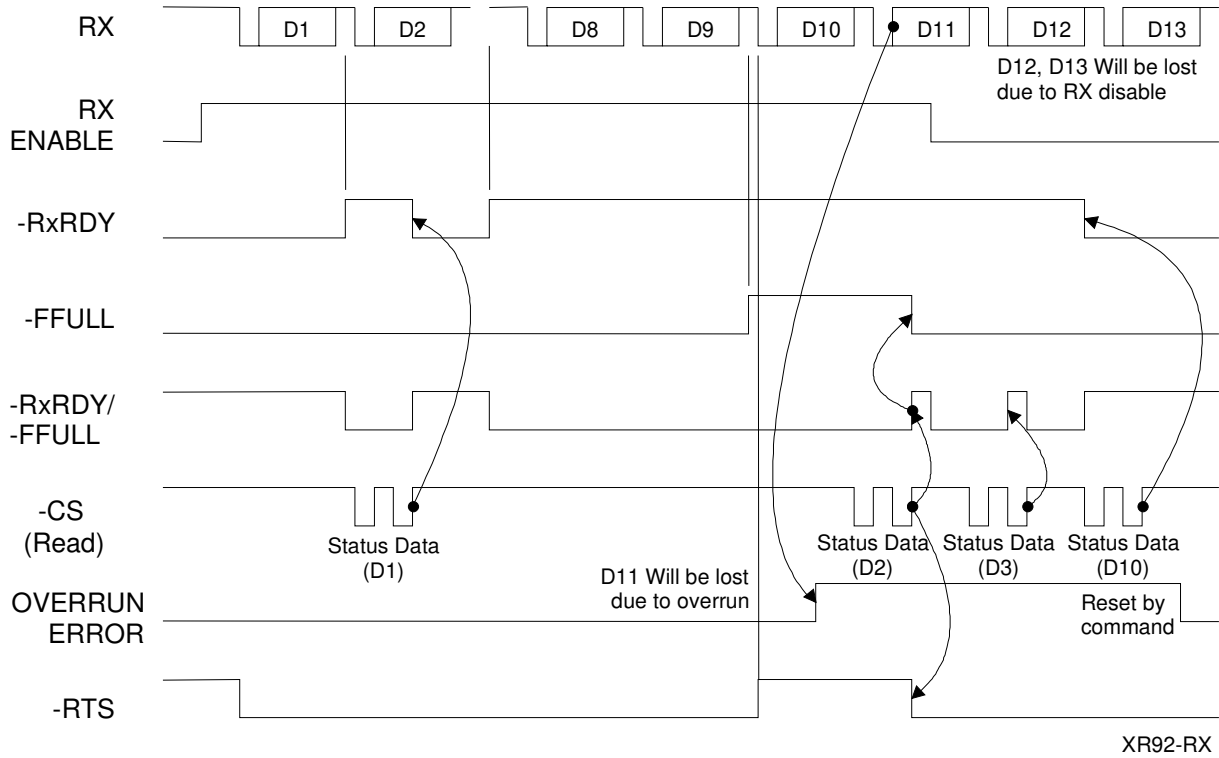 RX
D1
D2
D8
D9
D10
D11
D12
D13
D12, D13 Will be lost
due to RX disable
RX
ENABLE
-RxRDY
-FFULL
-RxRDY/
-FFULL
-CS
(Read)
Status Data
(D1)
Status Data
(D2)
Status Data
(D3)
Status Data
(D10)
D11 Will be lost
due to overrun
OVERRUN
ERROR
Reset by
command
-RTS
XR92-RX